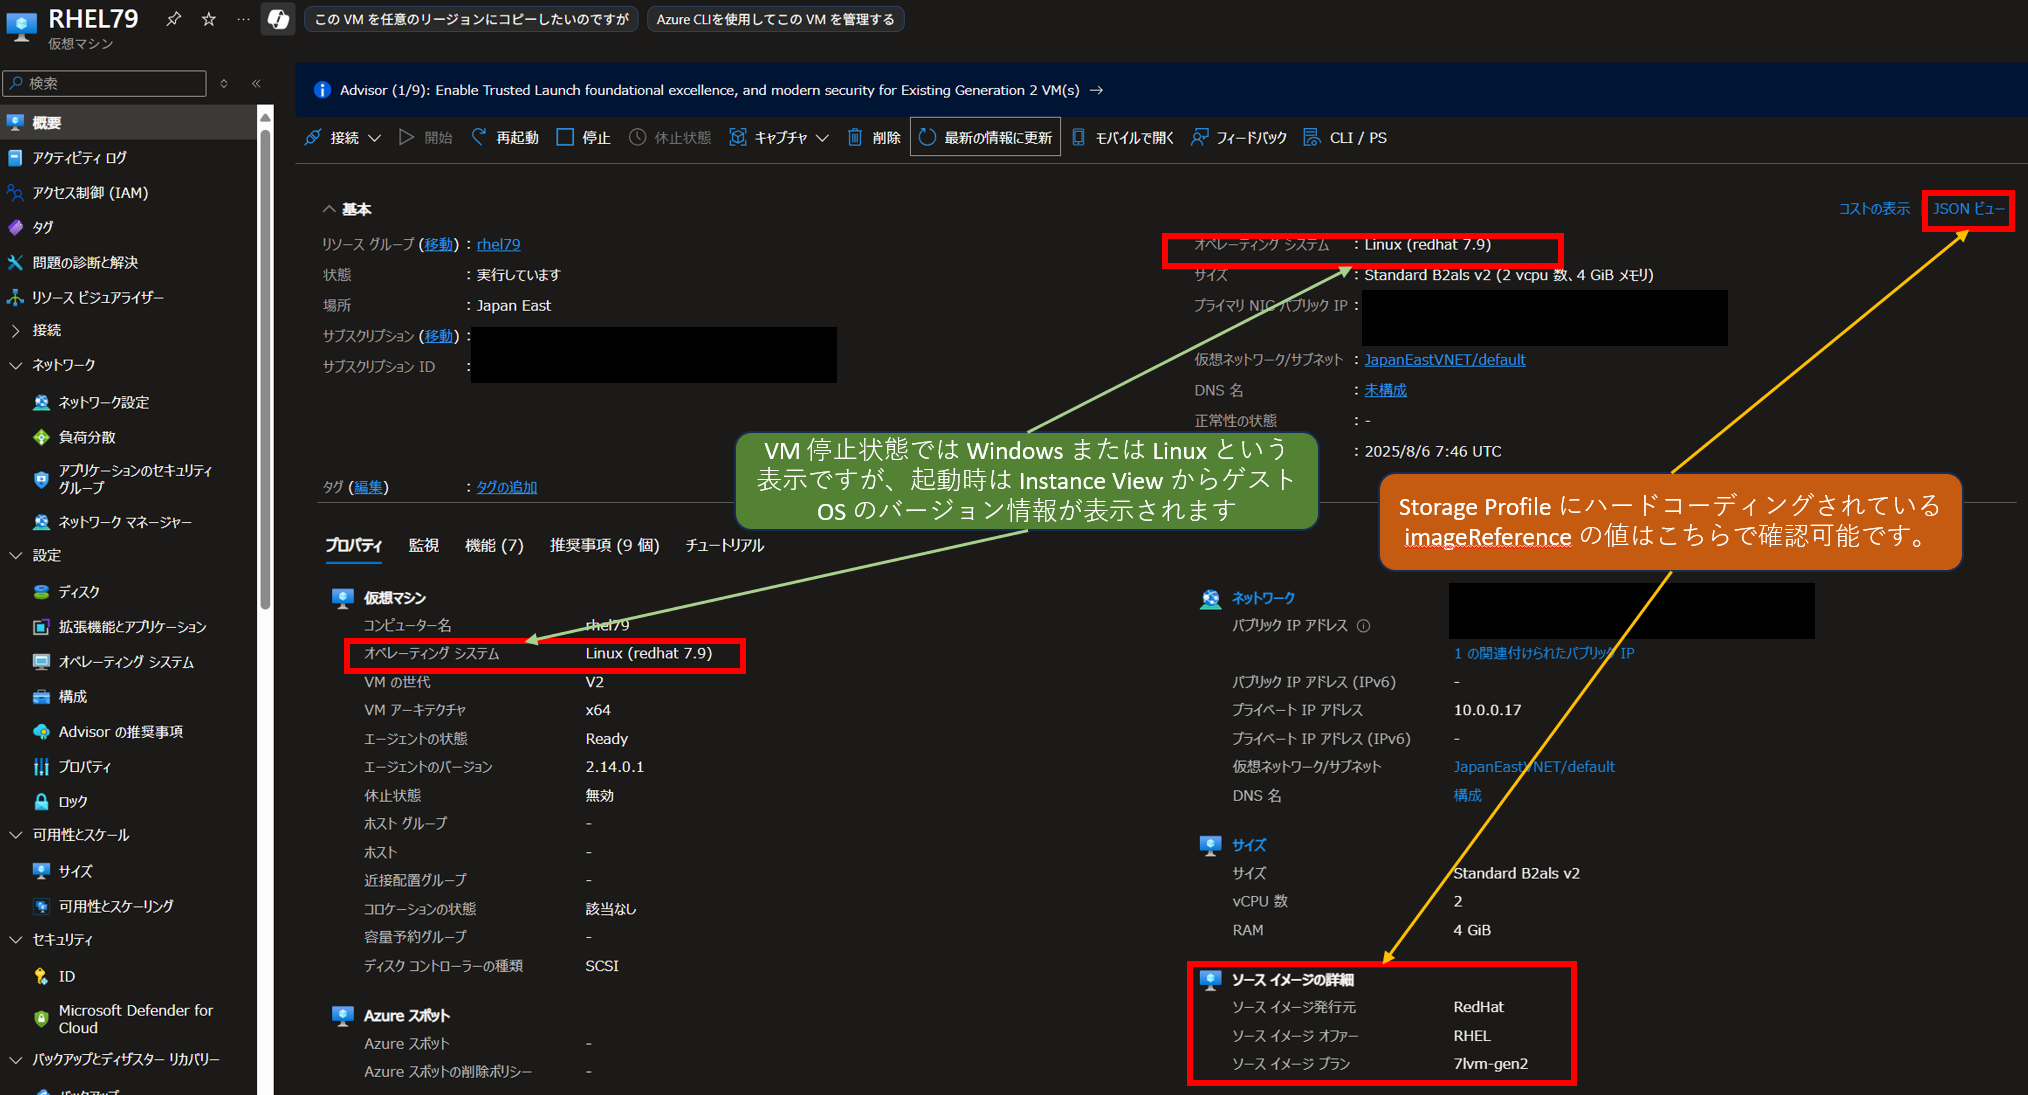 RHEL79
仮想マシン
この VM を任意のリージョンにコピーしたいのですが
Azure CLIを使用してこの VM を管理する
検索
Advisor (1/9): Enable Trusted Launch foundational excellence, and modern security for Existing Generation 2 VM(s) →
接続
開始
再起動
停止
休止状態
キャプチャ
削除
最新の情報に更新
モバイルで開く
フィードバック
CLI / PS
概要
アクティビティ ログ
アクセス制御 (IAM)
タグ
問題の診断と解決
リソース ビジュアライザー
接続
ネットワーク
ネットワーク設定
負荷分散
アプリケーションのセキュリティ
グループ
ネットワーク マネージャー
設定
ディスク
拡張機能とアプリケーション
オペレーティング システム
構成
Advisor の推奨事項
プロパティ
ロック
可用性とスケール
サイズ
可用性とスケーリング
セキュリティ
ID
Microsoft Defender for
Cloud
バックアップとディザスター リカバリー
バックアップ
基本
コストの表示
JSON ビュー
リソース グループ (移動) : rhel79
状態 : 実行しています
場所 : Japan East
サブスクリプション (移動) :
サブスクリプション ID :
オペレーティング システム : Linux (redhat 7.9)
サイズ : Standard B2als v2 (2 vcpu 数、4 GiB メモリ)
プライマリ NIC パブリック IP :
仮想ネットワーク/サブネット : JapanEastVNET/default
DNS 名 : 未構成
正常性の状態 : -
: 2025/8/6 7:46 UTC
タグ (編集) : タグの追加
VM 停止状態では Windows または Linux という
表示ですが、起動時は Instance View からゲスト
OS のバージョン情報が表示されます
Storage Profile にハードコーディングされている
imageReference の値はこちらで確認可能です。
プロパティ
監視
機能 (7)
推奨事項 (9 個)
チュートリアル
仮想マシン
コンピューター名 rhel79
オペレーティング システム Linux (redhat 7.9)
VM の世代 V2
VM アーキテクチャ x64
エージェントの状態 Ready
エージェントのバージョン 2.14.0.1
休止状態 無効
ホスト グループ -
ホスト -
近接配置グループ -
コロケーションの状態 該当なし
容量予約グループ -
ディスク コントローラーの種類 SCSI
Azure スポット
Azure スポット -
Azure スポットの削除ポリシー -
ネットワーク
パブリック IP アドレス
1 の関連付けられたパブリック IP
パブリック IP アドレス (IPv6) -
プライベート IP アドレス 10.0.0.17
プライベート IP アドレス (IPv6) -
仮想ネットワーク/サブネット JapanEastVNET/default
DNS 名 構成
サイズ
サイズ Standard B2als v2
vCPU 数 2
RAM 4 GiB
ソース イメージの詳細
ソース イメージ発行元 RedHat
ソース イメージ オファー RHEL
ソース イメージ プラン 7lvm-gen2